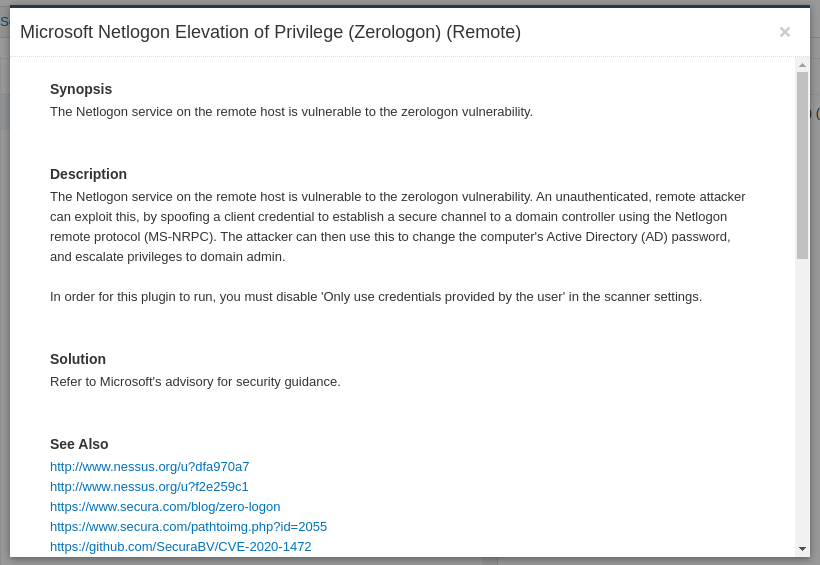 Microsoft Netlogon Elevation of Privilege (Zerologon) (Remote)
×
Synopsis
The Netlogon service on the remote host is vulnerable to the zerologon vulnerability.
Description
The Netlogon service on the remote host is vulnerable to the zerologon vulnerability. An unauthenticated, remote attacker
can exploit this, by spoofing a client credential to establish a secure channel to a domain controller using the Netlogon
remote protocol (MS-NRPC). The attacker can then use this to change the computer's Active Directory (AD) password,
and escalate privileges to domain admin.
In order for this plugin to run, you must disable 'Only use credentials provided by the user' in the scanner settings.
Solution
Refer to Microsoft's advisory for security guidance.
See Also
http://www.nessus.org/u?dfa970a7
http://www.nessus.org/u?f2e259c1
https://www.secura.com/blog/zero-logon
https://www.secura.com/pathtoimg.php?id=2055
https://github.com/SecuraBV/CVE-2020-1472